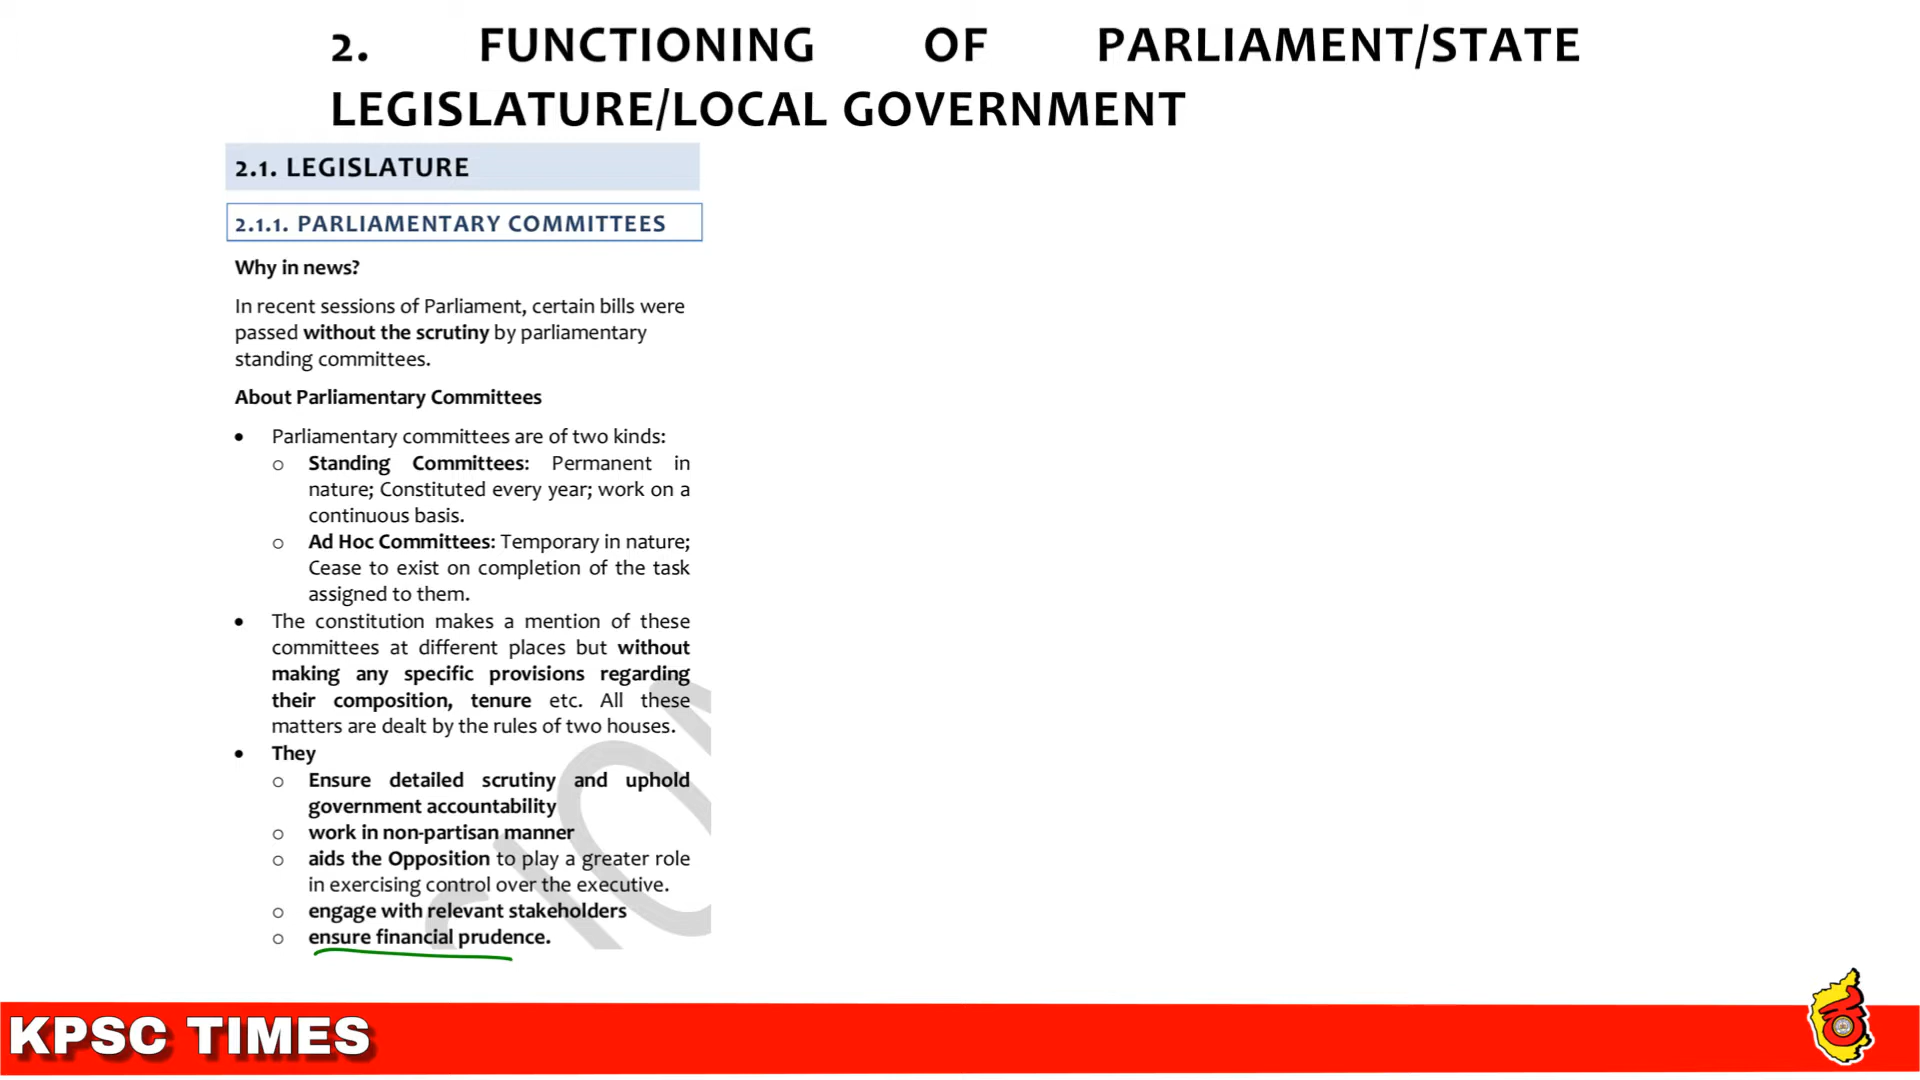 2. FUNCTIONING OF PARLIAMENT/STATE
LEGISLATURE/LOCAL GOVERNMENT
2.1. LEGISLATURE
2.1.1. PARLIAMENTARY COMMITTEES
Why in news?
In recent sessions of Parliament, certain bills were
passed without the scrutiny by parliamentary
standing committees.
About Parliamentary Committees
• Parliamentary committees are of two kinds:
o Standing Committees: Permanent in
nature; Constituted every year; work on a
continuous basis.
o Ad Hoc Committees: Temporary in nature;
Cease to exist on completion of the task
assigned to them.
• The constitution makes a mention of these
committees at different places but without
making any specific provisions regarding
their composition, tenure etc. All these
matters are dealt by the rules of two houses.
• They
o Ensure detailed scrutiny and uphold
government accountability
o work in non-partisan manner
o aids the Opposition to play a greater role
in exercising control over the executive.
o engage with relevant stakeholders
o ensure financial prudence.
KPSC TIMES